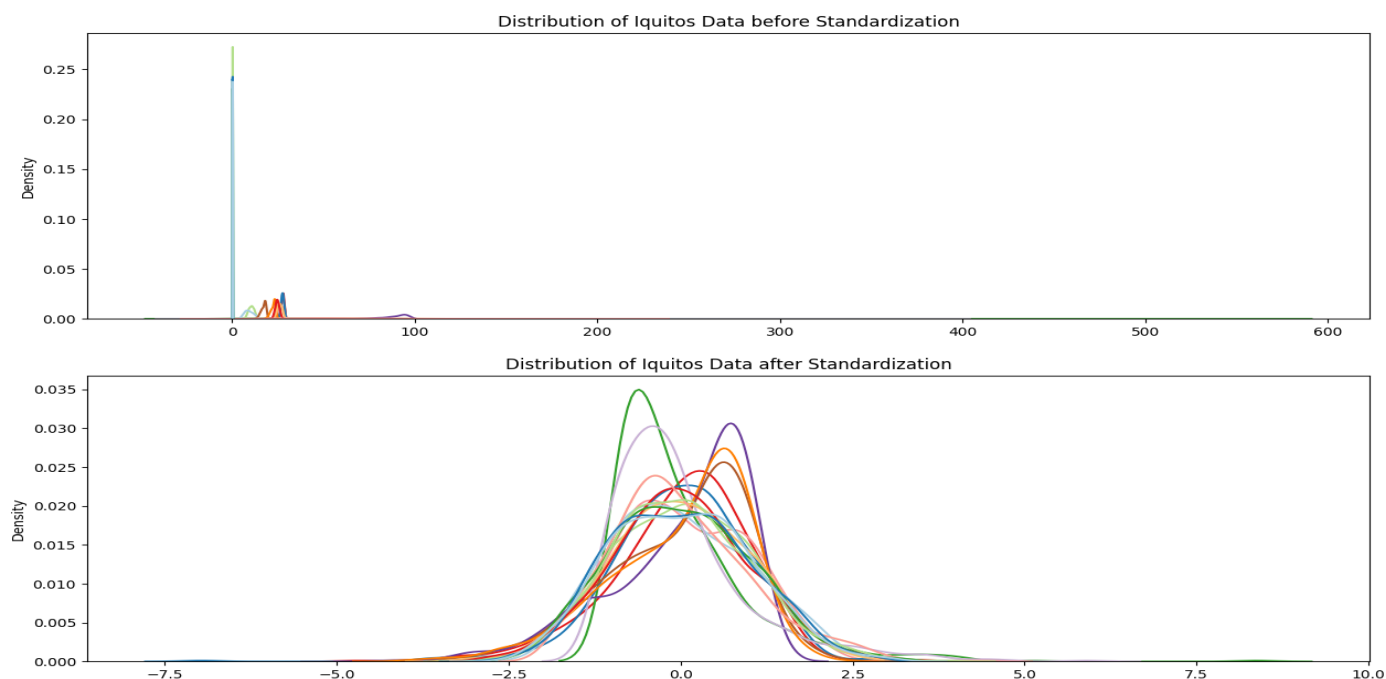 Distribution of Iquitos Data before Standardization
0.25
0.20
0.15
0.10
0.05
0.00
Density
0 100 200 300 400 500 600
Distribution of Iquitos Data after Standardization
0.035
0.030
0.025
0.020
0.015
0.010
0.005
0.000
Density
−7.5 −5.0 −2.5 0.0 2.5 5.0 7.5 10.0